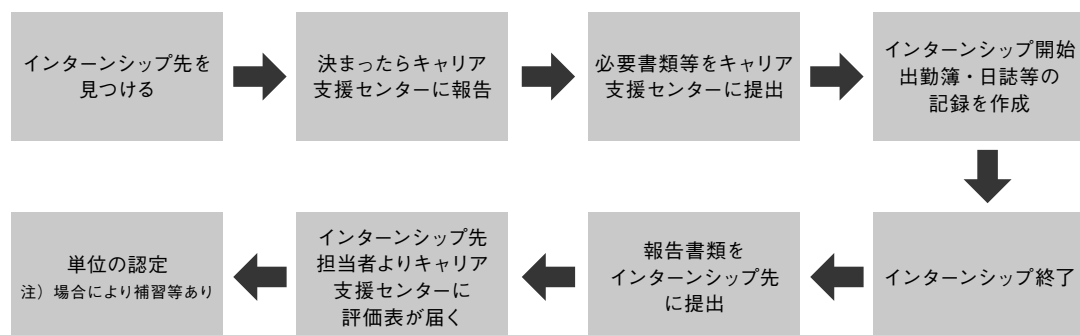 インターンシップ先を
見つける
決まったらキャリア
支援センターに報告
必要書類等をキャリア
支援センターに提出
インターンシップ開始
出勤簿・日誌等の
記録を作成
インターンシップ終了
報告書類を
インターンシップ先
に提出
インターンシップ先
担当者よりキャリア
支援センターに
評価表が届く
単位の認定
注）場合により補習等あり